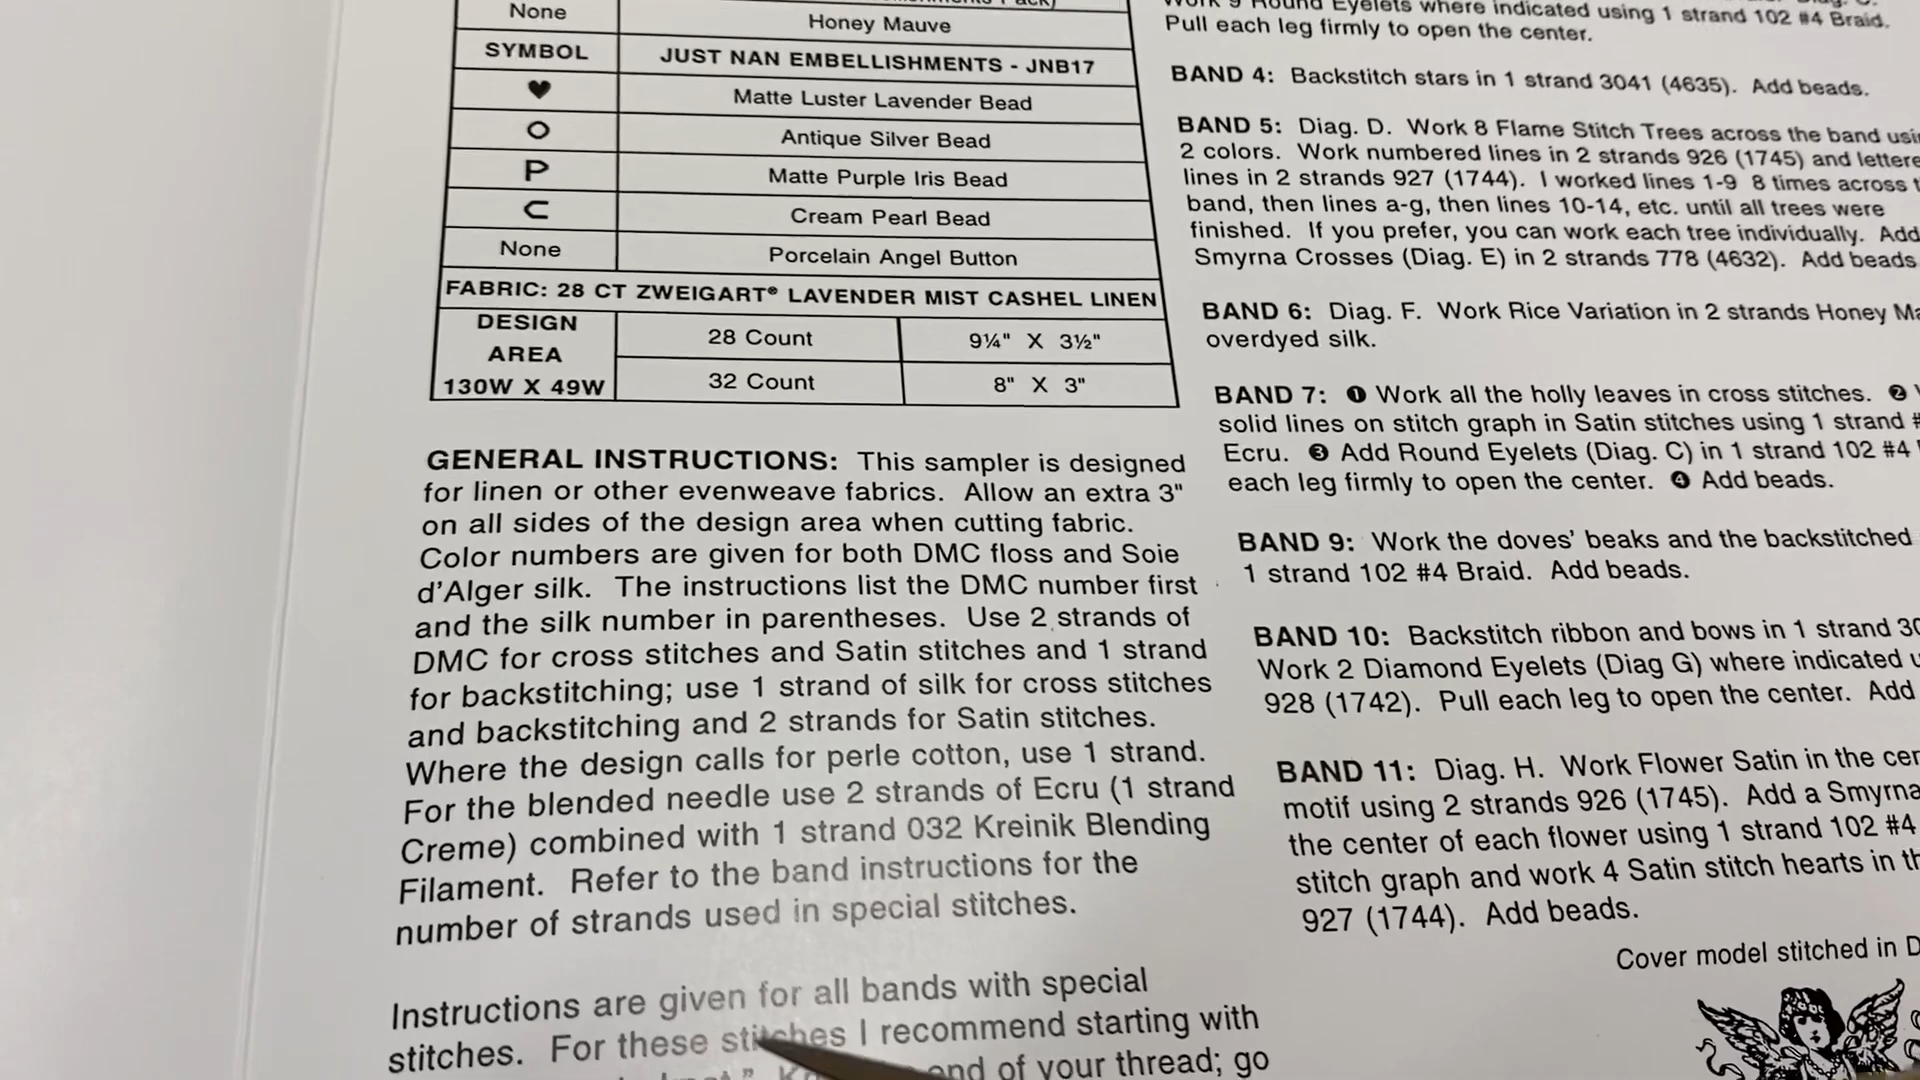 None
Honey Mauve
SYMBOL JUST NAN EMBELLISHMENTS - JNB17
♥ Matte Luster Lavender Bead
O Antique Silver Bead
P Matte Purple Iris Bead
⊂ Cream Pearl Bead
None Porcelain Angel Button
FABRIC: 28 CT ZWEIGART® LAVENDER MIST CASHEL LINEN
DESIGN
AREA
130W X 49W
28 Count 9¼" X 3½"
32 Count 8" X 3"
GENERAL INSTRUCTIONS: This sampler is designed
for linen or other evenweave fabrics. Allow an extra 3"
on all sides of the design area when cutting fabric.
Color numbers are given for both DMC floss and Soie
d'Alger silk. The instructions list the DMC number first
and the silk number in parentheses. Use 2 strands of
DMC for cross stitches and Satin stitches and 1 strand
for backstitching; use 1 strand of silk for cross stitches
and backstitching and 2 strands for Satin stitches.
Where the design calls for perle cotton, use 1 strand.
For the blended needle use 2 strands of Ecru (1 strand
Creme) combined with 1 strand 032 Kreinik Blending
Filament. Refer to the band instructions for the
number of strands used in special stitches.
Instructions are given for all bands with special
stitches. For these stitches I recommend starting with
end of your thread; go
Round Eyelets where indicated using 1 strand 102 #4 Braid.
Pull each leg firmly to open the center.
BAND 4: Backstitch stars in 1 strand 3041 (4635). Add beads.
BAND 5: Diag. D. Work 8 Flame Stitch Trees across the band
2 colors. Work numbered lines in 2 strands 926 (1745) and
lines in 2 strands 927 (1744). I worked lines 1-9 8 times across
band, then lines a-g, then lines 10-14, etc. until all trees were
finished. If you prefer, you can work each tree individually. Add
Smyrna Crosses (Diag. E) in 2 strands 778 (4632). Add beads
BAND 6: Diag. F. Work Rice Variation in 2 strands Honey
overdyed silk.
BAND 7: ❶ Work all the holly leaves in cross stitches. ❷
solid lines on stitch graph in Satin stitches using 1 strand
Ecru. ❸ Add Round Eyelets (Diag. C) in 1 strand 102 #4
each leg firmly to open the center. ❹ Add beads.
BAND 9: Work the doves' beaks and the backstitched
1 strand 102 #4 Braid. Add beads.
BAND 10: Backstitch ribbon and bows in 1 strand
Work 2 Diamond Eyelets (Diag G) where indicated
928 (1742). Pull each leg to open the center. Add
BAND 11: Diag. H. Work Flower Satin in the
motif using 2 strands 926 (1745). Add a Smyrna
the center of each flower using 1 strand 102 #4
stitch graph and work 4 Satin stitch hearts in
927 (1744). Add beads.
Cover model stitched in